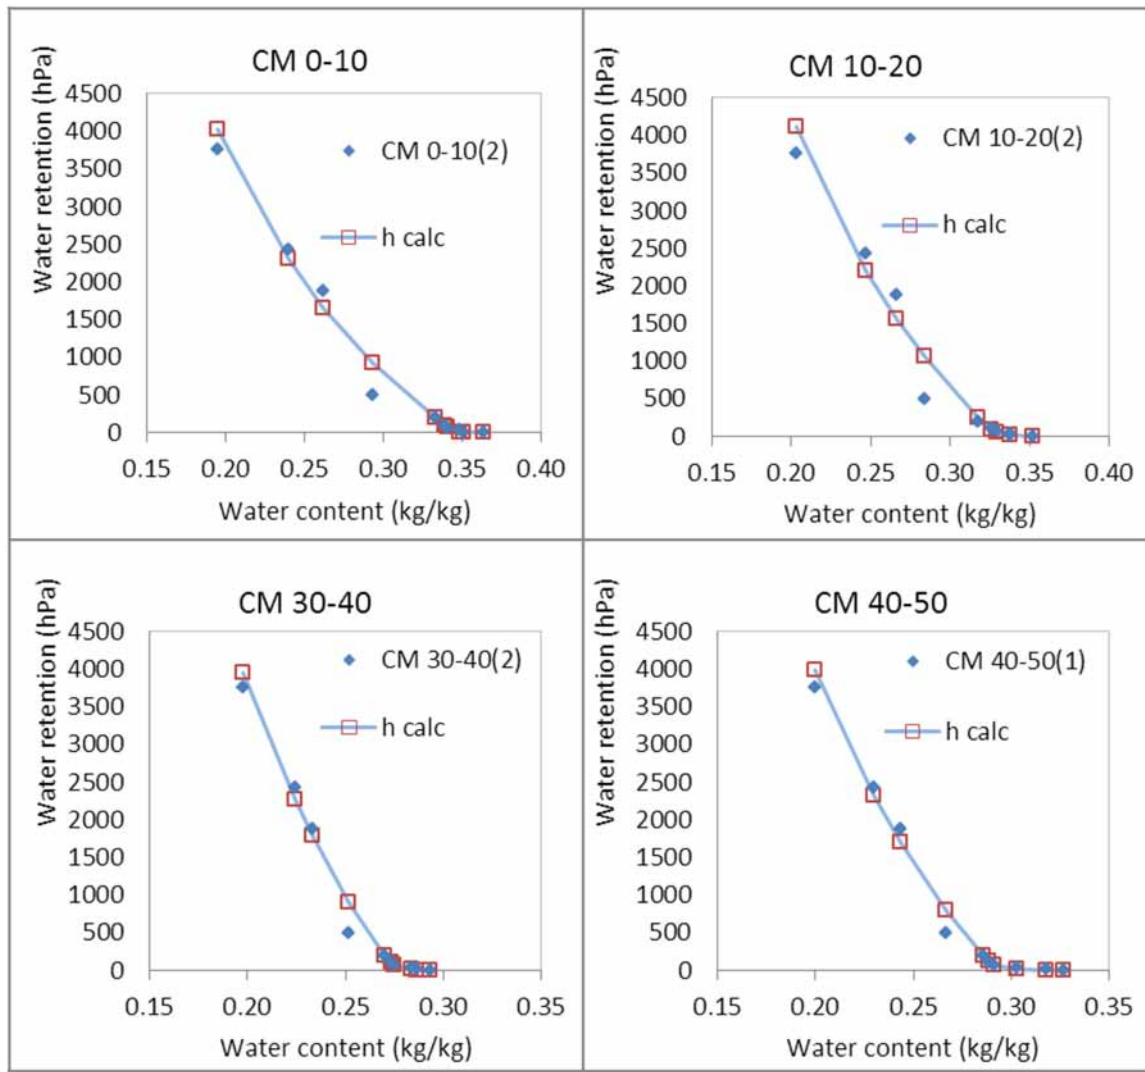 CM 0-10
Water retention (hPa)
4500
4000
3500
3000
2500
2000
1500
1000
500
0
CM 0-10(2)
h calc
0.15 0.20 0.25 0.30 0.35 0.40
Water content (kg/kg)
CM 10-20
Water retention (hPa)
4500
4000
3500
3000
2500
2000
1500
1000
500
0
CM 10-20(2)
h calc
0.15 0.20 0.25 0.30 0.35 0.40
Water content (kg/kg)
CM 30-40
Water retention (hPa)
4500
4000
3500
3000
2500
2000
1500
1000
500
0
CM 30-40(2)
h calc
0.15 0.20 0.25 0.30 0.35
Water content (kg/kg)
CM 40-50
Water retention (hPa)
4500
4000
3500
3000
2500
2000
1500
1000
500
0
CM 40-50(1)
h calc
0.15 0.20 0.25 0.30 0.35
Water content (kg/kg)